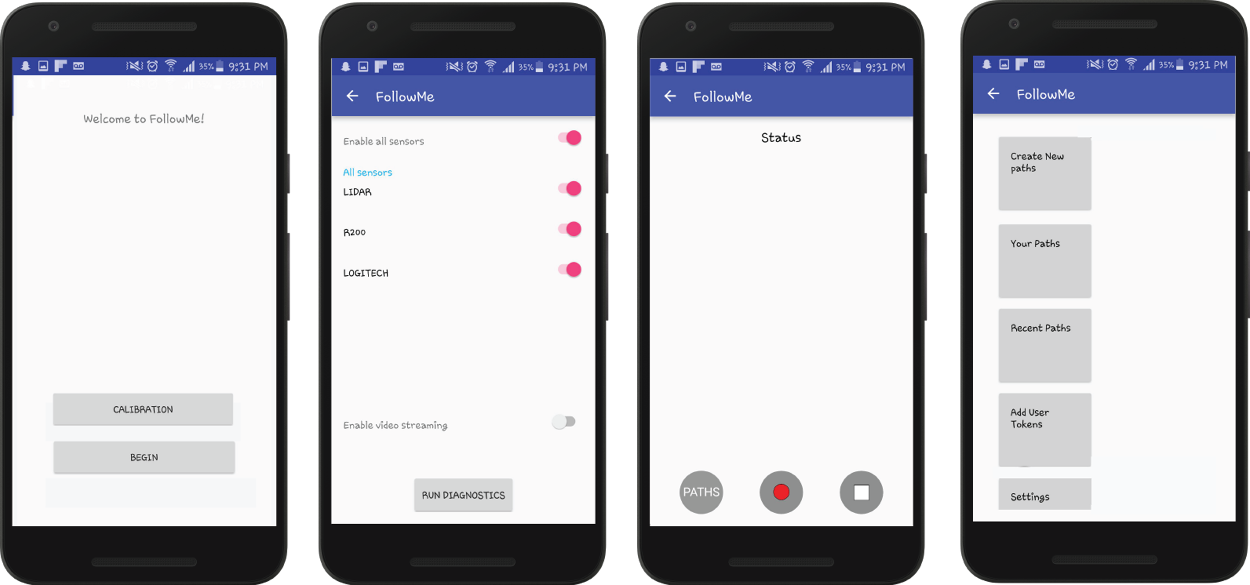 35% 9:31 PM
Welcome to FollowMe!
CALIBRATION
BEGIN
35% 9:31 PM
FollowMe
Enable all sensors
All sensors
LIDAR
R200
LOGITECH
Enable video streaming
RUN DIAGNOSTICS
35% 9:31 PM
FollowMe
Status
PATHS
35% 9:31 PM
FollowMe
Create New
paths
Your Paths
Recent Paths
Add User
Tokens
Settings